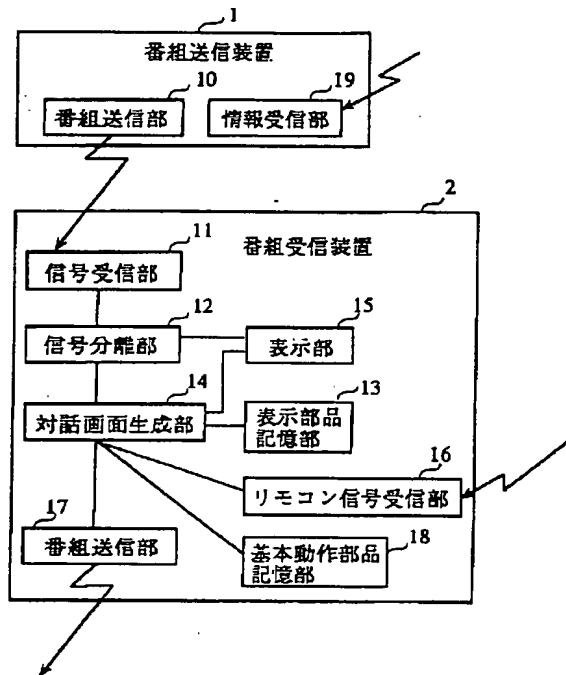 1
番組送信装置
10
19
番組送信部
情報受信部
2
11
番組受信装置
信号受信部
12
15
信号分離部
表示部
14
13
対話画面生成部
表示部品
記憶部
16
リモコン信号受信部
17
番組送信部
18
基本動作部品
記憶部